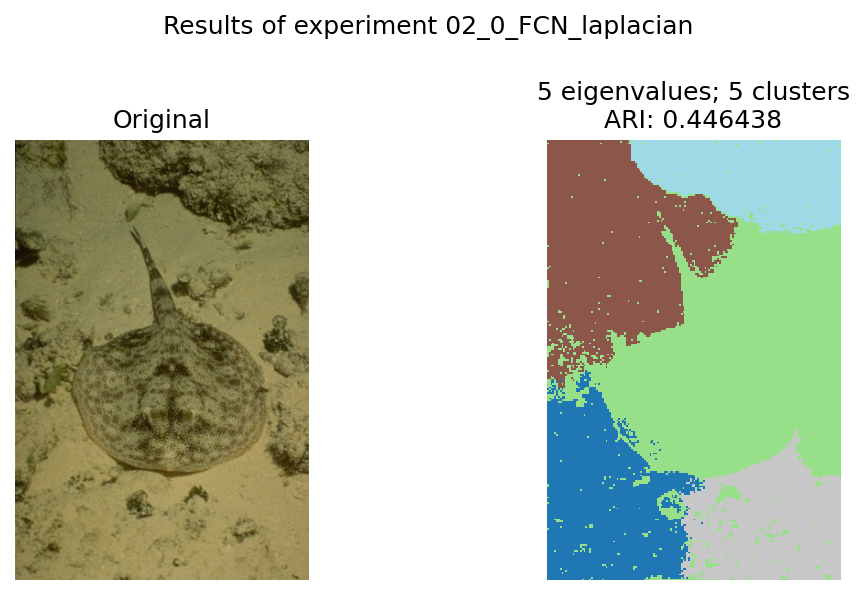 Results of experiment 02_0_FCN_laplacian
Original
5 eigenvalues; 5 clusters
ARI: 0.446438